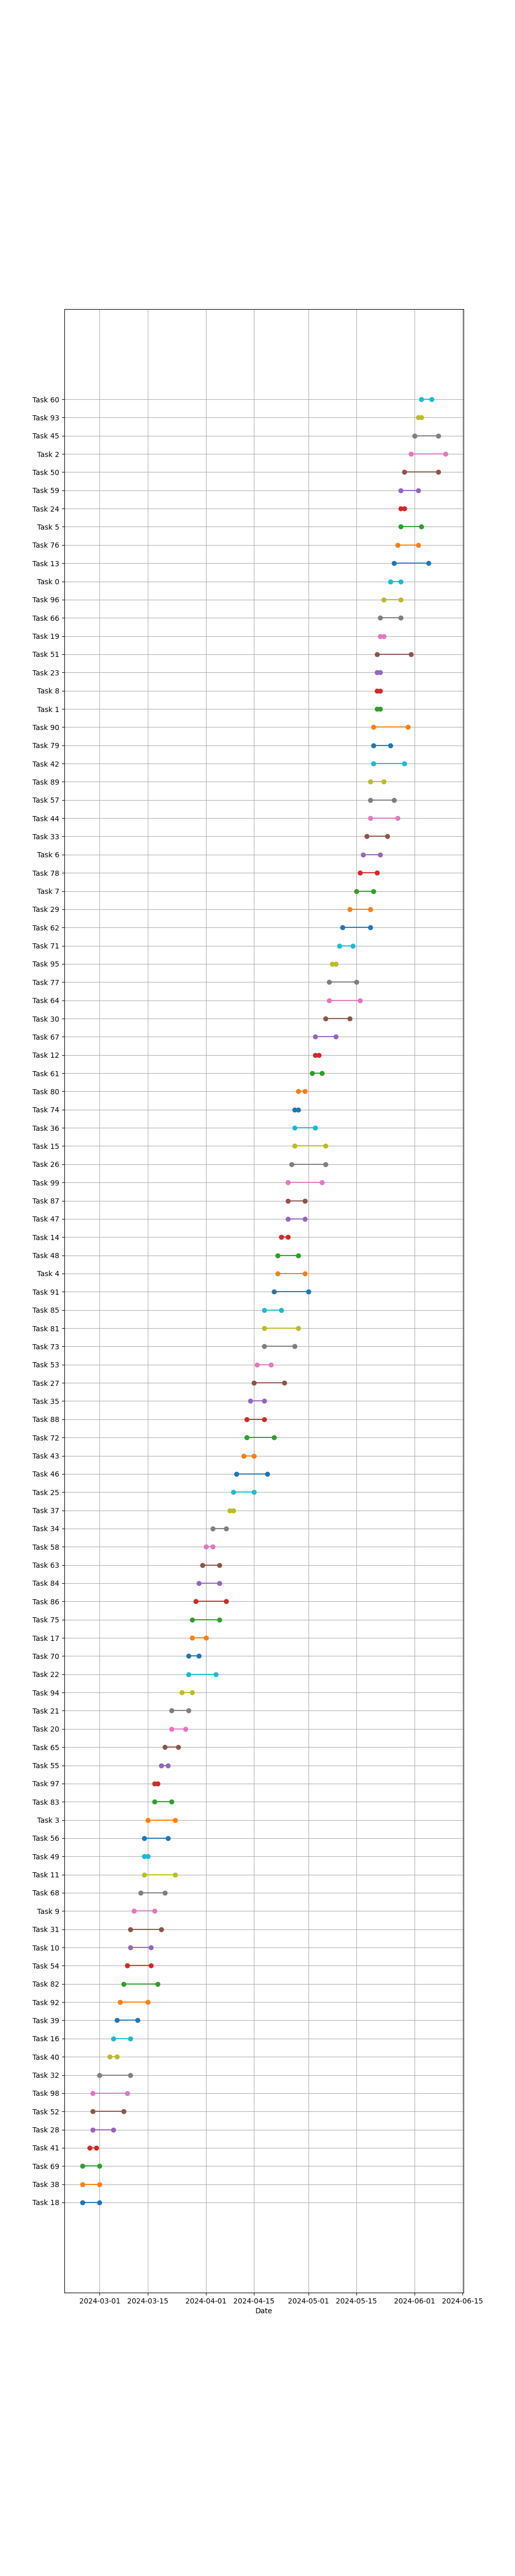 Task 60
Task 93
Task 45
Task 2
Task 50
Task 59
Task 24
Task 5
Task 76
Task 13
Task 0
Task 96
Task 66
Task 19
Task 51
Task 23
Task 8
Task 1
Task 90
Task 79
Task 42
Task 89
Task 57
Task 44
Task 33
Task 6
Task 78
Task 7
Task 29
Task 62
Task 71
Task 95
Task 77
Task 64
Task 30
Task 67
Task 12
Task 61
Task 80
Task 74
Task 36
Task 15
Task 26
Task 99
Task 87
Task 47
Task 14
Task 48
Task 4
Task 91
Task 85
Task 81
Task 73
Task 53
Task 27
Task 35
Task 88
Task 72
Task 43
Task 46
Task 25
Task 37
Task 34
Task 58
Task 63
Task 84
Task 86
Task 75
Task 17
Task 70
Task 22
Task 94
Task 21
Task 20
Task 65
Task 55
Task 97
Task 83
Task 3
Task 56
Task 49
Task 11
Task 68
Task 9
Task 31
Task 10
Task 54
Task 82
Task 92
Task 39
Task 16
Task 40
Task 32
Task 98
Task 52
Task 28
Task 41
Task 69
Task 38
Task 18
2024-03-01 2024-03-15 2024-04-01 2024-04-15 2024-05-01 2024-05-15 2024-06-01 2024-06-15
Date